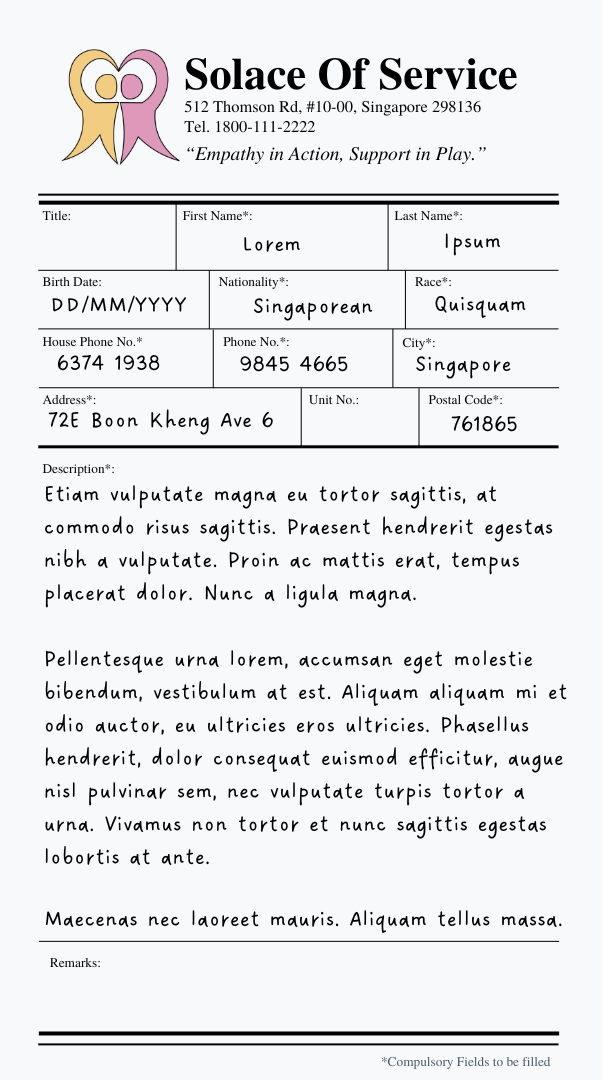 Solace Of Service
512 Thomson Rd, #10-00, Singapore 298136
Tel. 1800-111-2222
“Empathy in Action, Support in Play.”
Title:
First Name*:
Lorem
Last Name*:
Ipsum
Birth Date:
DD/MM/YYYY
Nationality*:
Singaporean
Race*:
Quisquam
House Phone No.*
6374 1938
Phone No.*:
9845 4665
City*:
Singapore
Address*:
72E Boon Kheng Ave 6
Unit No.:
Postal Code*:
761865
Description*:
Etiam vulputate magna eu tortor sagittis, at
commodo risus sagittis. Praesent hendrerit egestas
nibh a vulputate. Proin ac mattis erat, tempus
placerat dolor. Nunc a ligula magna.
Pellentesque urna lorem, accumsan eget molestie
bibendum, vestibulum at est. Aliquam aliquam mi et
odio auctor, eu ultricies eros ultricies. Phasellus
hendrerit, dolor consequat euismod efficitur, augue
nisl pulvinar sem, nec vulputate turpis tortor a
urna. Vivamus non tortor et nunc sagittis egestas
lobortis at ante.
Maecenas nec laoreet mauris. Aliquam tellus massa.
Remarks:
*Compulsory Fields to be filled